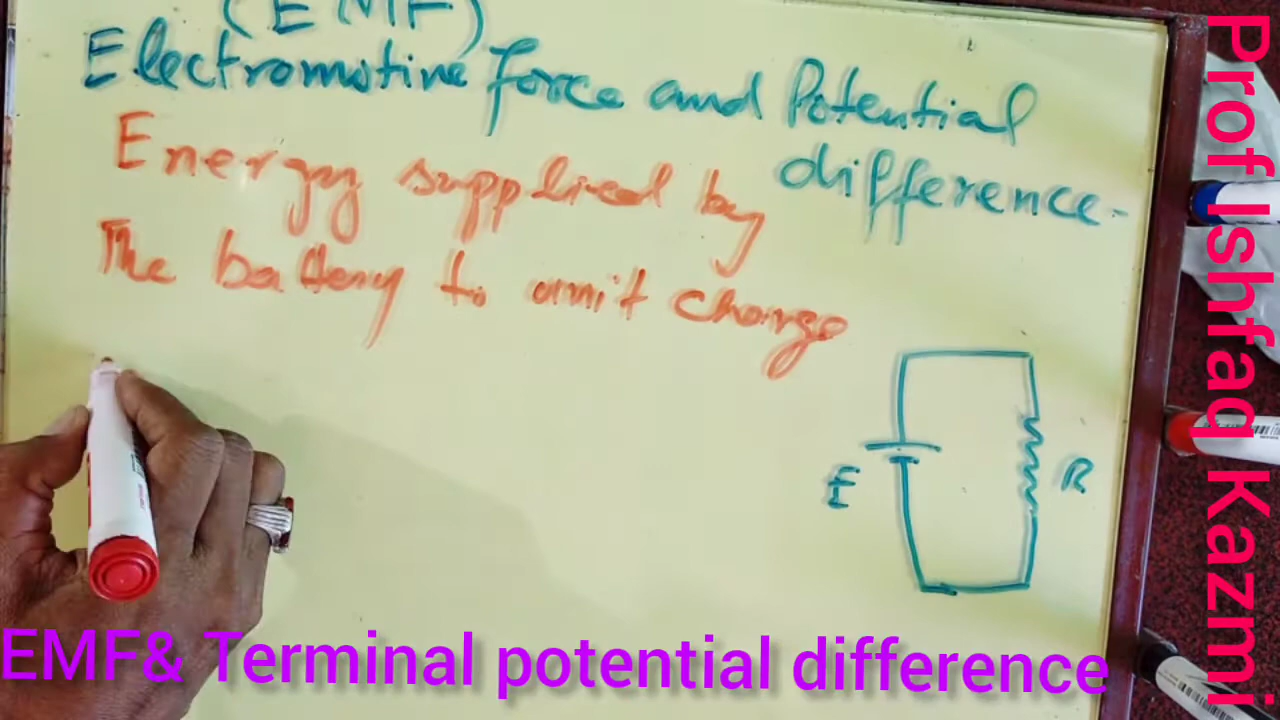 (EMF)
Electromotive force and Potential
difference.
Energy supplied by
The battery to unit charge
E
R
EMF& Terminal potential difference
Prof Ishfaq Kazmi